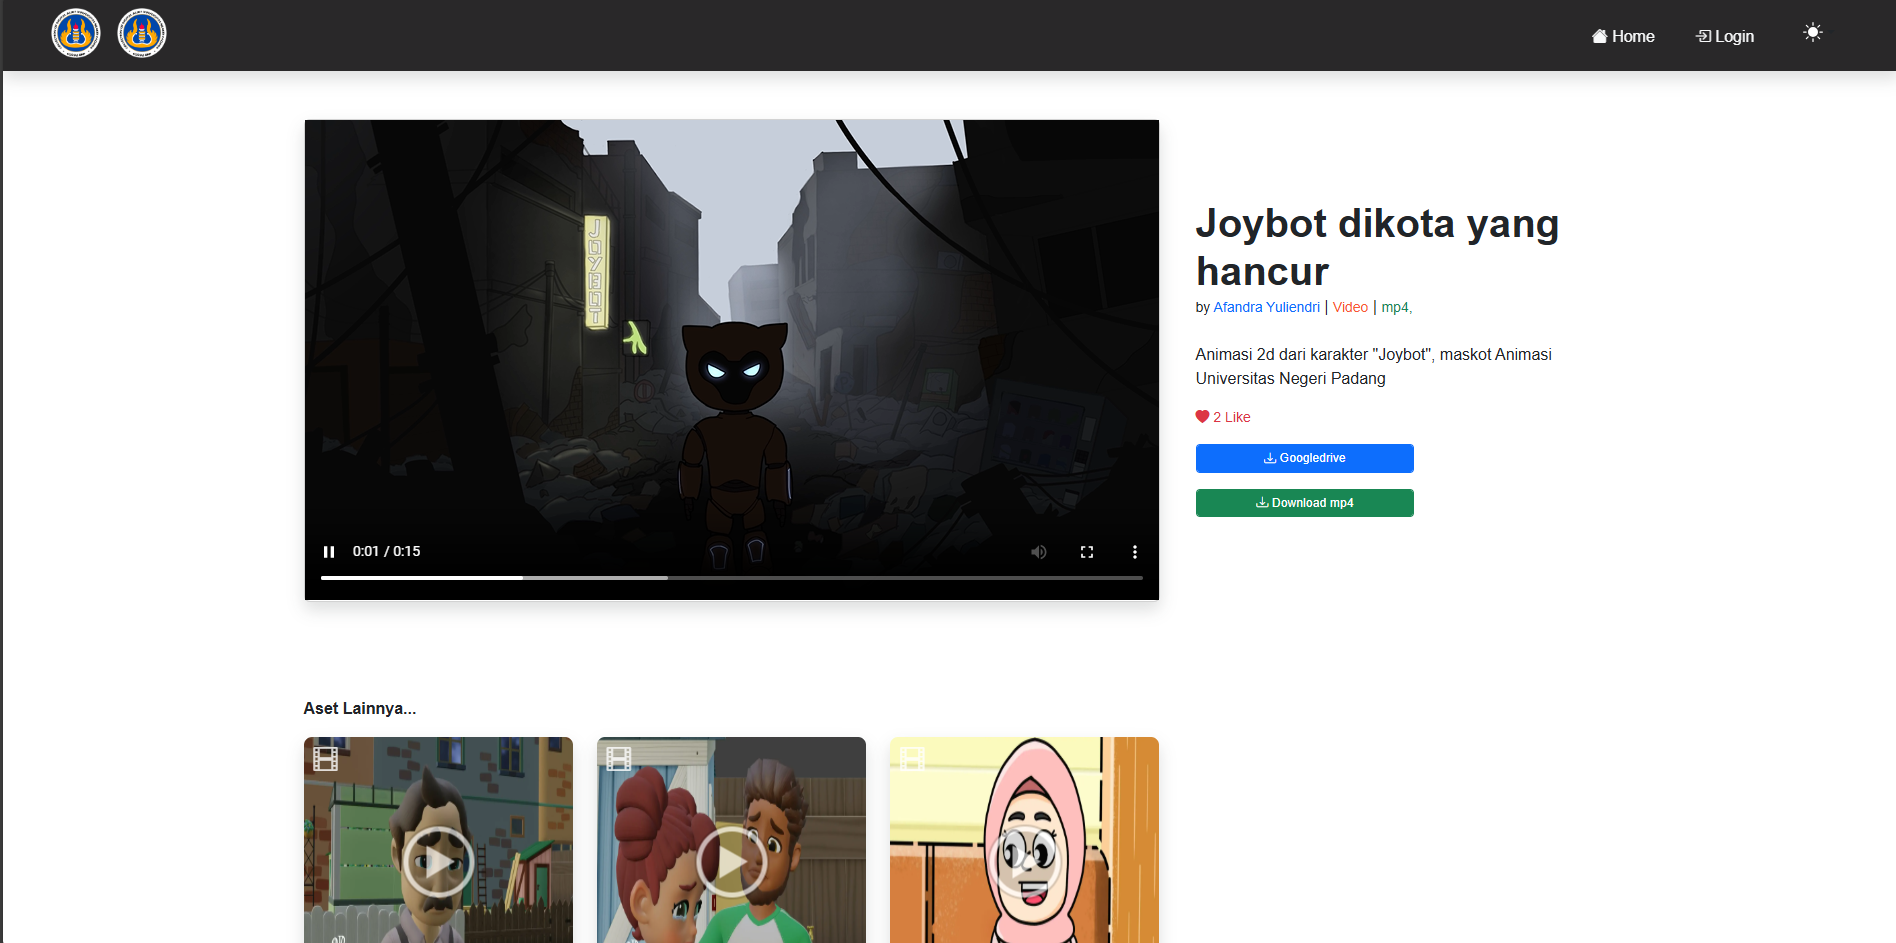 Home
Login
JOYBOT
0:01 / 0:15
Joybot dikota yang
hancur
by Afandra Yuliendri | Video | mp4,
Animasi 2d dari karakter "Joybot", maskot Animasi
Universitas Negeri Padang
2 Like
Googledrive
Download mp4
Aset Lainnya...